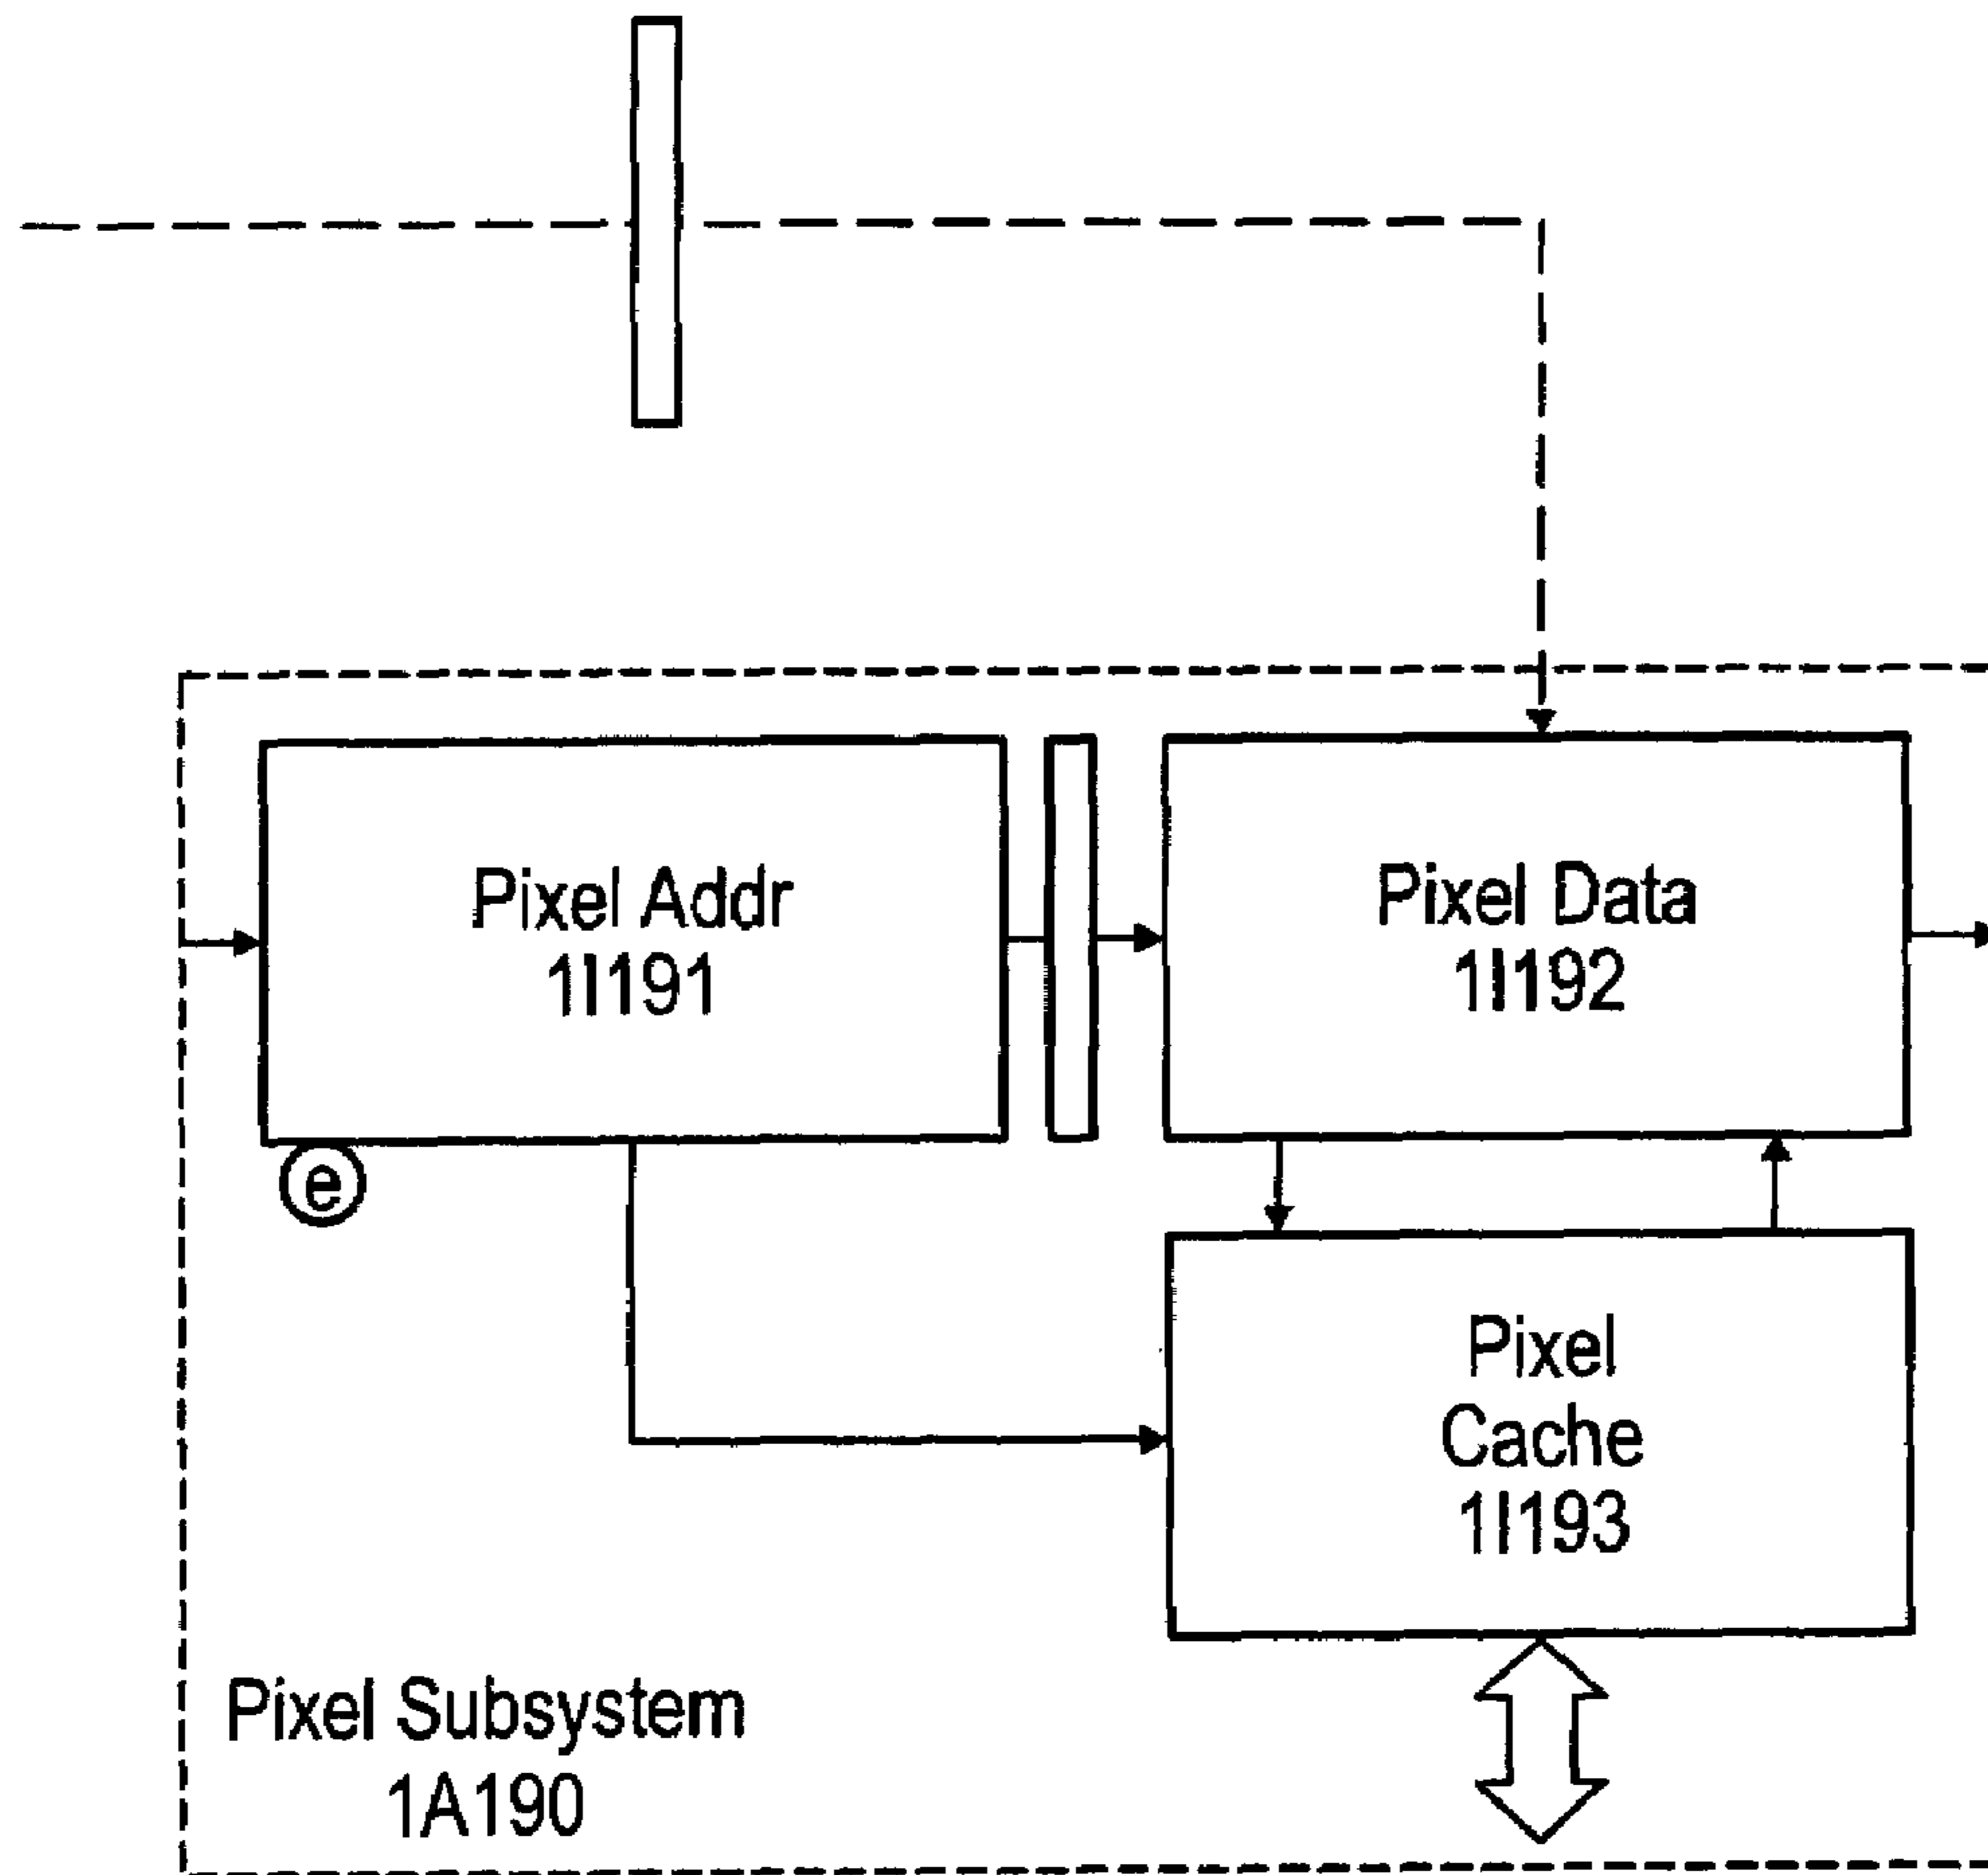 Pixel Addr
1I191
Pixel Data
1I192
e
Pixel
Cache
1I193
Pixel Subsystem
1A190